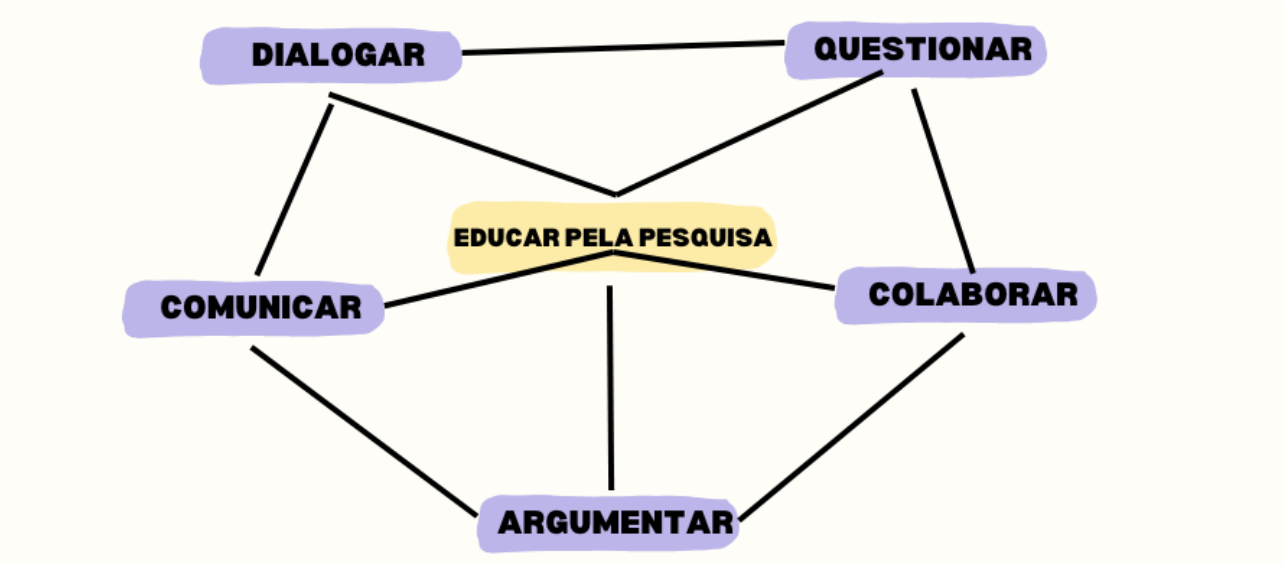 DIALOGAR
QUESTIONAR
EDUCAR PELA PESQUISA
COMUNICAR
COLABORAR
ARGUMENTAR